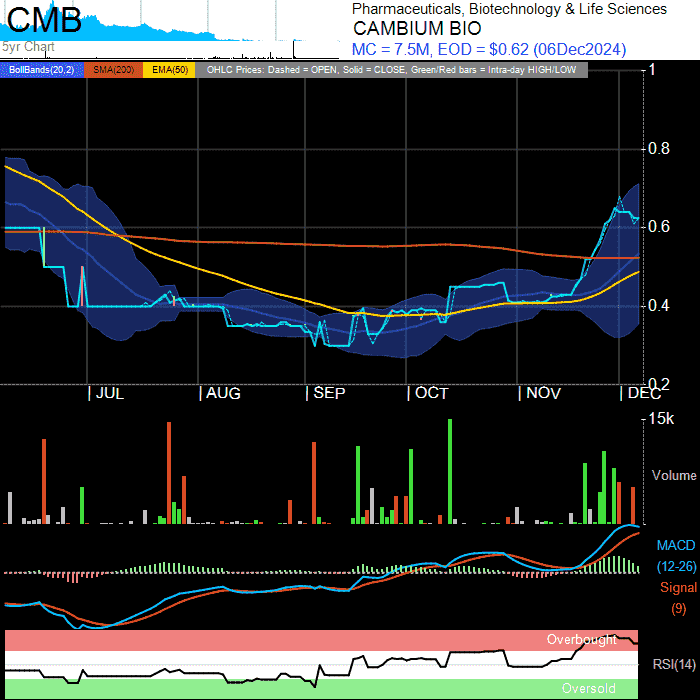 CMB
Pharmaceuticals, Biotechnology & Life Sciences
CAMBIUM BIO
MC = 7.5M, EOD = $0.62 (06Dec2024)
5yr Chart
BollBands(20,2) SMA(200) EMA(50) OHLC Prices: Dashed = OPEN, Solid = CLOSE, Green/Red bars = Intra-day HIGH/LOW
1
0.8
0.6
0.4
0.2
JUL AUG SEP OCT NOV DEC
15k
Volume
MACD
(12-26)
Signal
(9)
Overbought
RSI(14)
Oversold